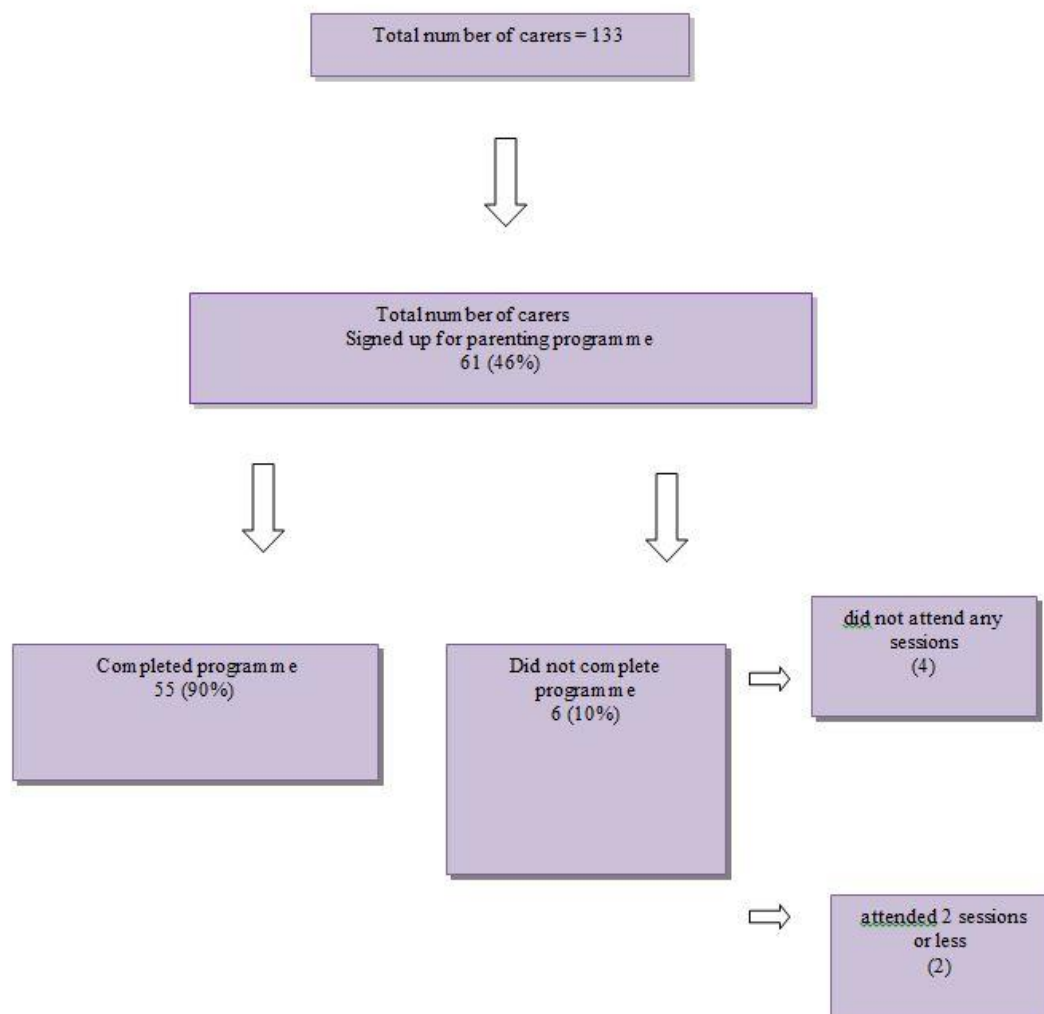 Total number of carers = 133
Total number of carers
Signed up for parenting programme
61 (46%)
Completed programme
55 (90%)
Did not complete
programme
6 (10%)
did not attend any
sessions
(4)
attended 2 sessions
or less
(2)